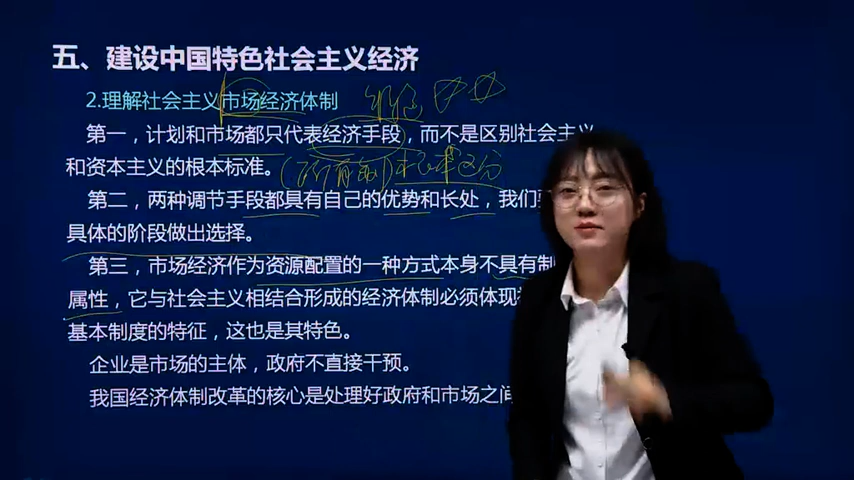 五、建设中国特色社会主义经济
2.理解社会主义市场经济体制
第一，计划和市场都只代表经济手段，而不是区别社会主义
和资本主义的根本标准。(所有制)本质区分
第二，两种调节手段都具有自己的优势和长处，我们
具体的阶段做出选择。
第三，市场经济作为资源配置的一种方式本身不具有制
属性，它与社会主义相结合形成的经济体制必须体现
基本制度的特征，这也是其特色。
企业是市场的主体，政府不直接干预。
我国经济体制改革的核心是处理好政府和市场之间